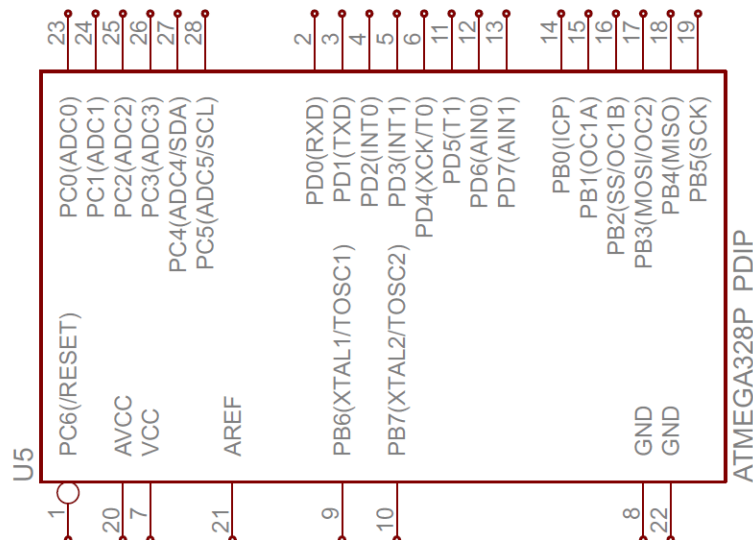 23
24
25
26
27
28
2
3
4
5
6
11
12
13
14
15
16
17
18
19
PC0(ADC0)
PC1(ADC1)
PC2(ADC2)
PC3(ADC3)
PC4(ADC4/SDA)
PC5(ADC5/SCL)
PD0(RXD)
PD1(TXD)
PD2(INT0)
PD3(INT1)
PD4(XCK/T0)
PD5(T1)
PD6(AIN0)
PD7(AIN1)
PB0(ICP)
PB1(OC1A)
PB2(SS/OC1B)
PB3(MOSI/OC2)
PB4(MISO)
PB5(SCK)
U5
PC6(/RESET)
AVCC
VCC
AREF
PB6(XTAL1/TOSC1)
PB7(XTAL2/TOSC2)
GND
GND
ATMEGA328P PDIP
1
20
7
21
9
10
8
22